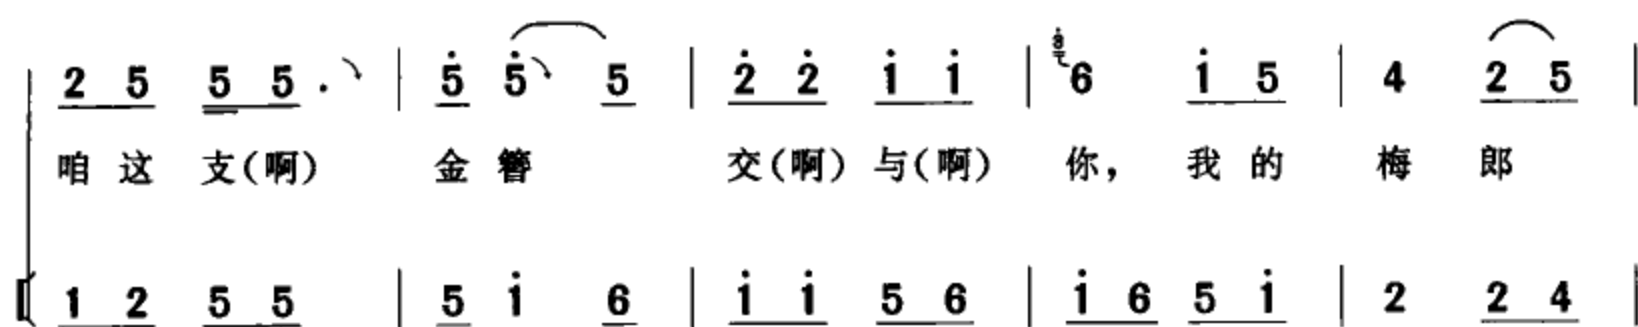 2 5 5 5 . | 5 5 5 | 2 2 1 1 | 6 1 5 | 4 2 5 |
咱 这 支(啊) 金 簪 交(啊) 与(啊) 你, 我 的 梅 郎
1 2 5 5 | 5 1 6 | 1 1 5 6 | 1 6 5 1 | 2 2 4 |